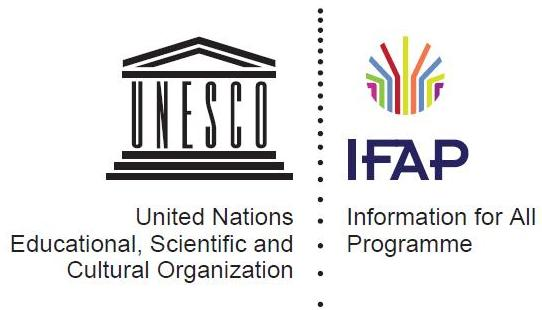 UNESCO
United Nations
Educational, Scientific and
Cultural Organization
IFAP
Information for All
Programme